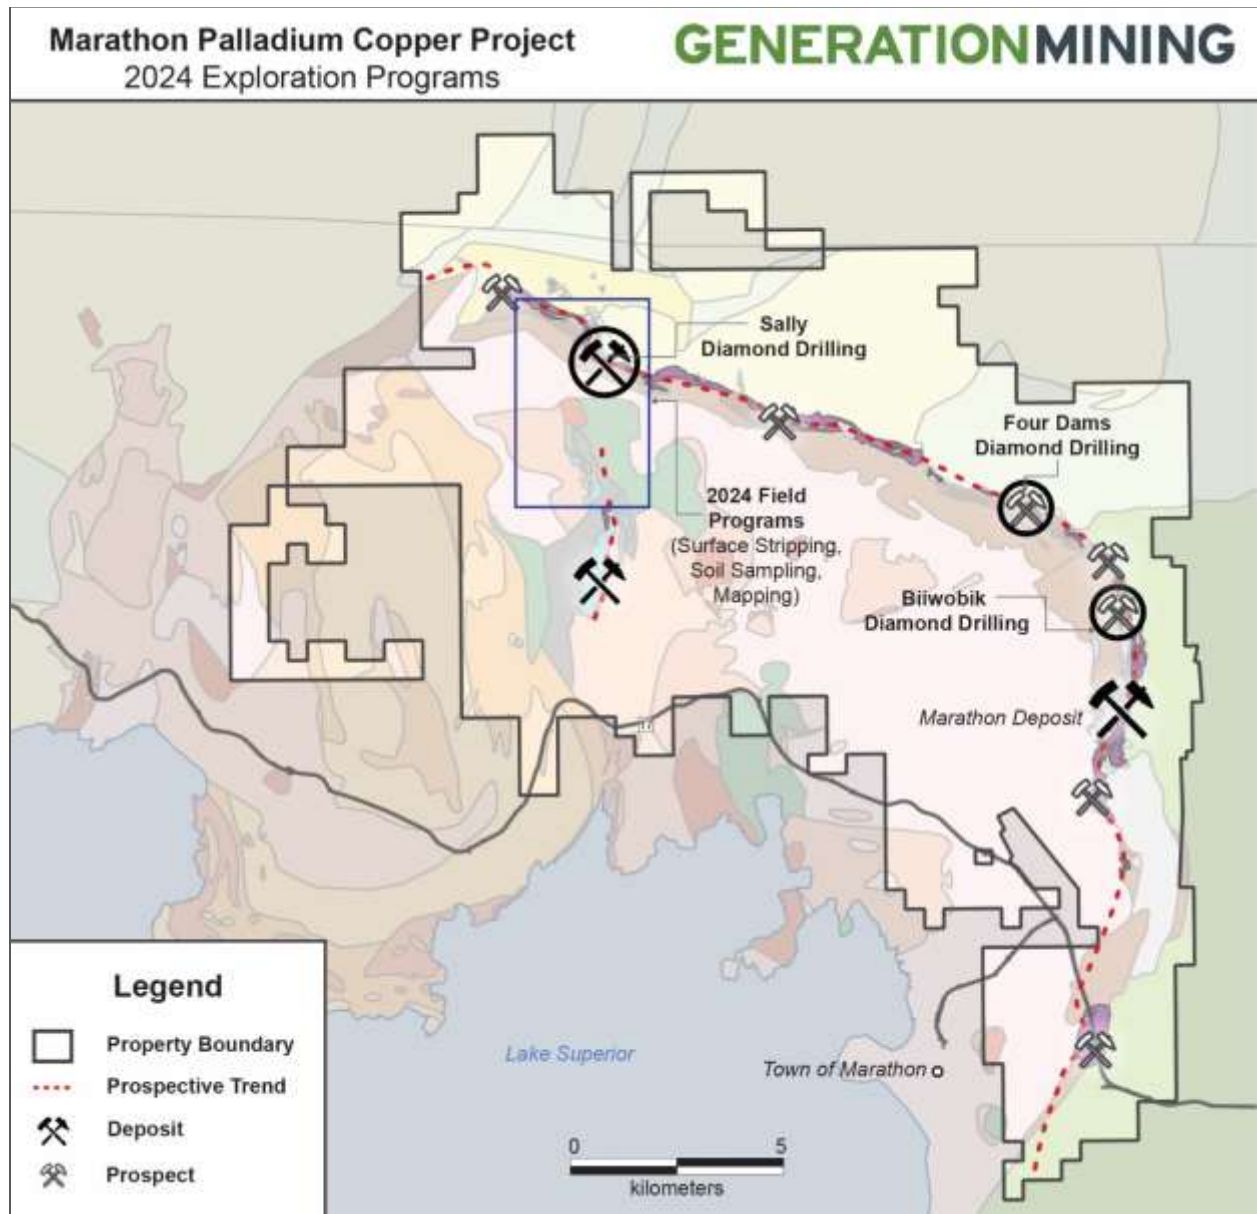 Marathon Palladium Copper Project
2024 Exploration Programs
GENERATIONMINING
Sally
Diamond Drilling
Four Dams
Diamond Drilling
2024 Field
Programs
(Surface Stripping,
Soil Sampling,
Mapping)
Biiwobik
Diamond Drilling
Marathon Deposit
Lake Superior
Town of Marathon
Legend
Property Boundary
Prospective Trend
Deposit
Prospect
0 5
kilometers